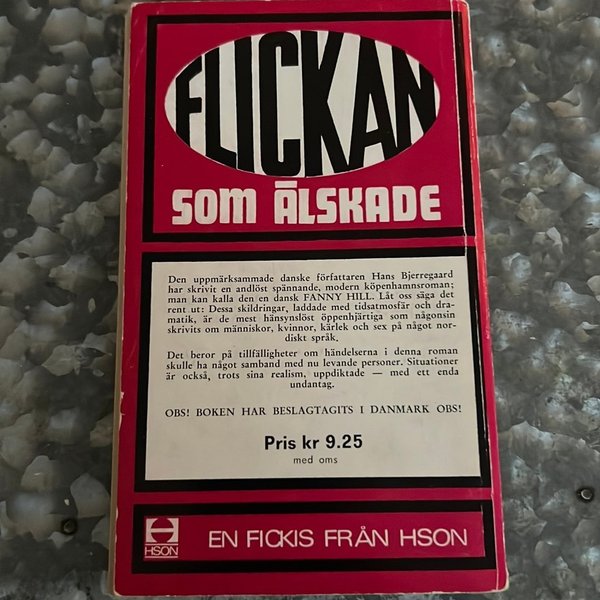 FLICKAN
SOM ÄLSKADE
Den uppmärksammade danske författaren Hans Bjerregaard
har skrivit en andlöst spännande, modern köpenhamnsroman;
man kan kalla den en dansk FANNY HILL. Låt oss säga det
rent ut: Dessa skildringar, laddade med tidsatmosfär och dra-
matik, är de mest hänsynslöst öppenhjärtiga som någonsin
skrivits om människor, kvinnor, kärlek och sex på något nor-
diskt språk.
Det beror på tillfälligheter om händelserna i denna roman
skulle ha något samband med nu levande personer. Situationer
är också, trots sina realism, uppdiktade — med ett enda
undantag.
OBS! BOKEN HAR BESLAGTAGITS I DANMARK OBS!
Pris kr 9.25
med oms
HSON
EN FICKIS FRÅN HSON